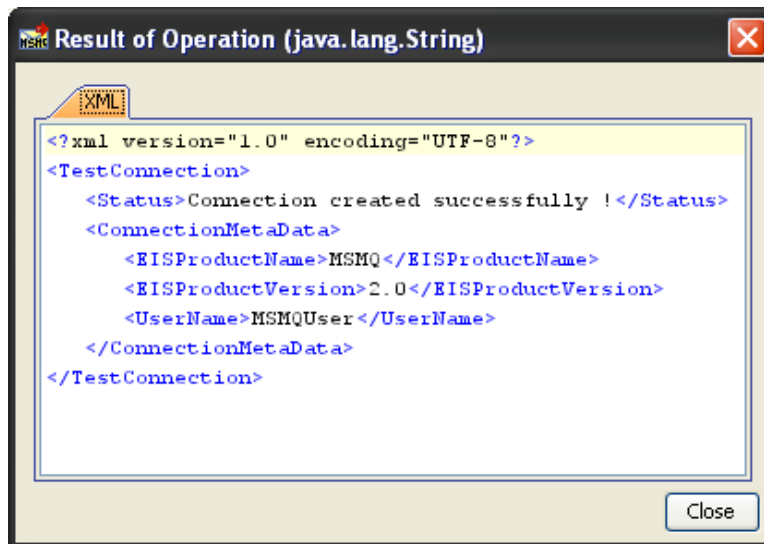 Result of Operation (java.lang.String)
XML
<?xml version="1.0" encoding="UTF-8"?>
<TestConnection>
<Status>Connection created successfully !</Status>
<ConnectionMetaData>
<EISProductName>MSMQ</EISProductName>
<EISProductVersion>2.0</EISProductVersion>
<UserName>MSMQUser</UserName>
</ConnectionMetaData>
</TestConnection>
Close